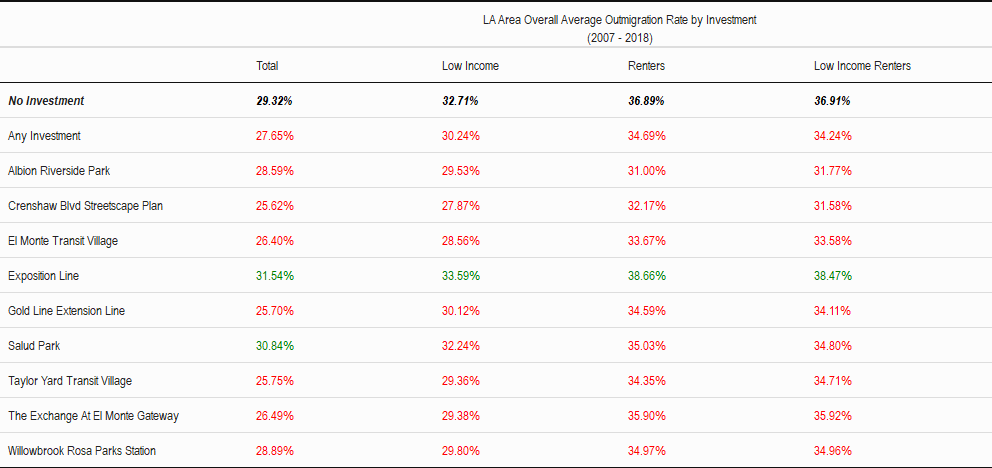 LA Area Overall Average Outmigration Rate by Investment
(2007 - 2018)
Total Low Income Renters Low Income Renters
No Investment 29.32% 32.71% 36.89% 36.91%
Any Investment 27.65% 30.24% 34.69% 34.24%
Albion Riverside Park 28.59% 29.53% 31.00% 31.77%
Crenshaw Blvd Streetscape Plan 25.62% 27.87% 32.17% 31.58%
El Monte Transit Village 26.40% 28.56% 33.67% 33.58%
Exposition Line 31.54% 33.59% 38.66% 38.47%
Gold Line Extension Line 25.70% 30.12% 34.59% 34.11%
Salud Park 30.84% 32.24% 35.03% 34.80%
Taylor Yard Transit Village 25.75% 29.36% 34.35% 34.71%
The Exchange At El Monte Gateway 26.49% 29.38% 35.90% 35.92%
Willowbrook Rosa Parks Station 28.89% 29.80% 34.97% 34.96%